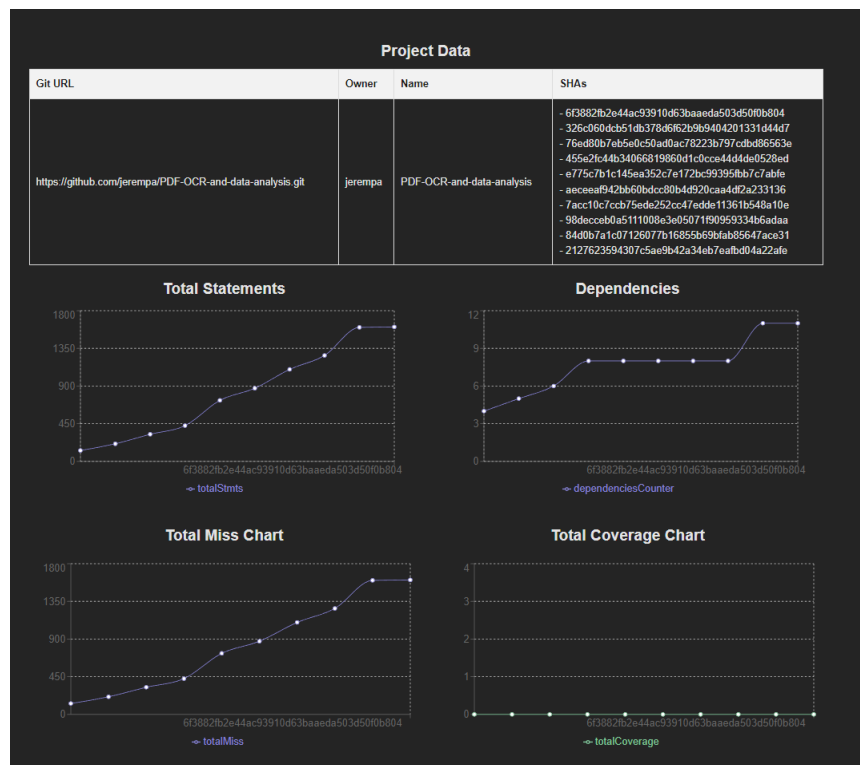 Project Data
Git URL Owner Name SHAs
- 6f3882fb2e44ac93910d63baaeda503d50f0b804
- 326c060dcb51db378d6f62b9b9404201331d44d7
- 76ed80b7eb5e0c50ad0ac78223b797cdbd86563e
- 455e2fc44b34066819860d1c0cce44d4de0528ed
- e775c7b1c145ea352c7e172bc99395fbb7c7abfe
https://github.com/jerempa/PDF-OCR-and-data-analysis.git jerempa PDF-OCR-and-data-analysis
- aeceeaf942bb60bdcc80b4d920caa4df2a233136
- 7acc10c7ccb75ede252cc47edde11361b548a10e
- 98decceb0a5111008e3e05071f90959334b6adaa
- 84d0b7a1c07126077b16855b69bfab85647ace31
- 2127623594307c5ae9b42a34eb7eafbd04a22afe
Total Statements
1800
1350
900
450
0
6f3882fb2e44ac93910d63baaeda503d50f0b804
totalStmts
Dependencies
12
9
6
3
0
6f3882fb2e44ac93910d63baaeda503d50f0b804
dependenciesCounter
Total Miss Chart
1800
1350
900
450
0
6f3882fb2e44ac93910d63baaeda503d50f0b804
totalMiss
Total Coverage Chart
4
3
2
1
0
6f3882fb2e44ac93910d63baaeda503d50f0b804
totalCoverage